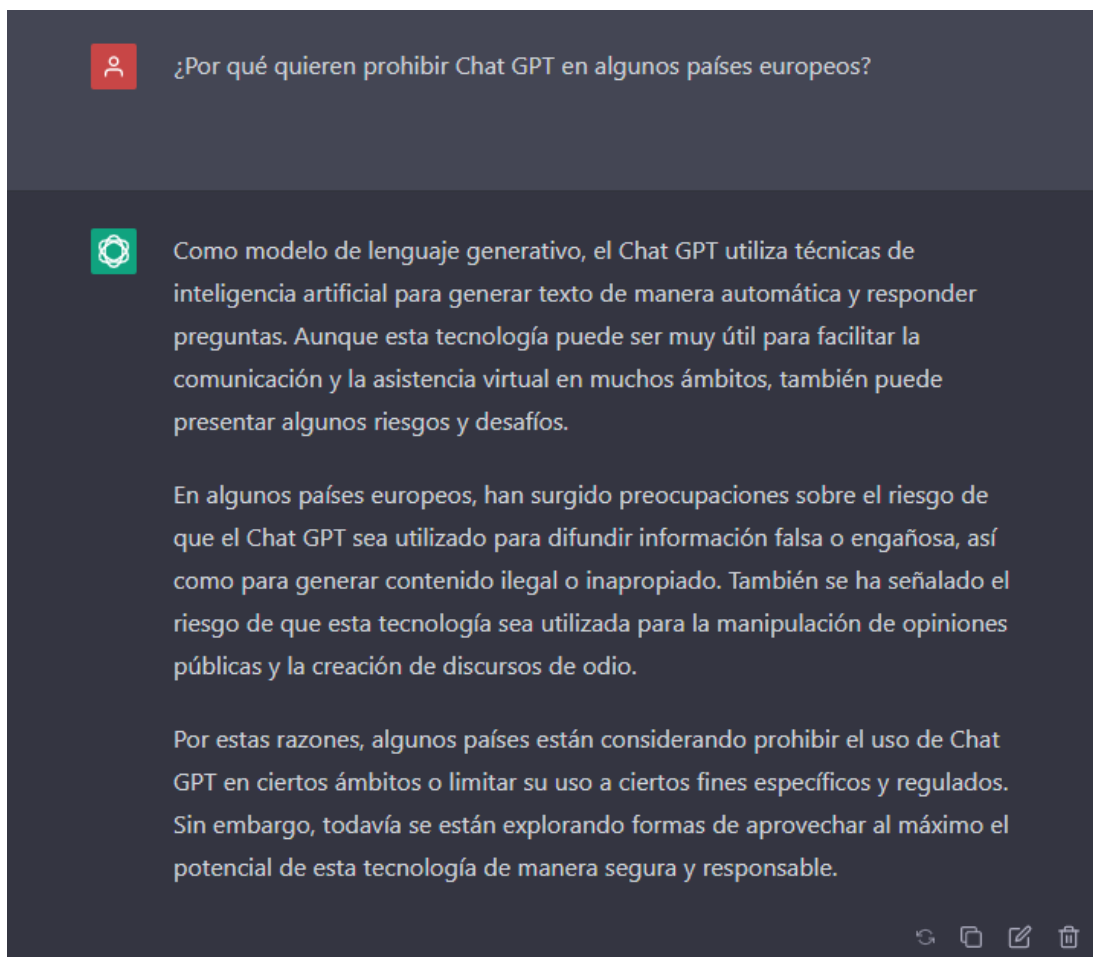 ¿Por qué quieren prohibir Chat GPT en algunos países europeos?
Como modelo de lenguaje generativo, el Chat GPT utiliza técnicas de
inteligencia artificial para generar texto de manera automática y responder
preguntas. Aunque esta tecnología puede ser muy útil para facilitar la
comunicación y la asistencia virtual en muchos ámbitos, también puede
presentar algunos riesgos y desafíos.
En algunos países europeos, han surgido preocupaciones sobre el riesgo de
que el Chat GPT sea utilizado para difundir información falsa o engañosa, así
como para generar contenido ilegal o inapropiado. También se ha señalado el
riesgo de que esta tecnología sea utilizada para la manipulación de opiniones
públicas y la creación de discursos de odio.
Por estas razones, algunos países están considerando prohibir el uso de Chat
GPT en ciertos ámbitos o limitar su uso a ciertos fines específicos y regulados.
Sin embargo, todavía se están explorando formas de aprovechar al máximo el
potencial de esta tecnología de manera segura y responsable.